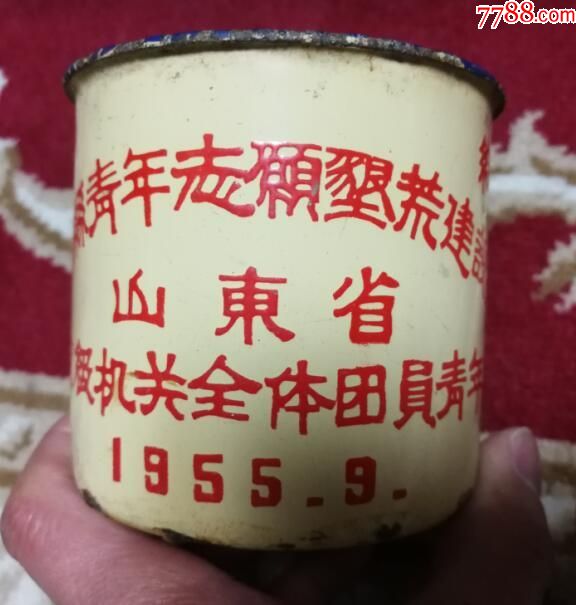 7788.com
青年志願墾荒建設
山東省
級机关全体团員青年
1955.9.